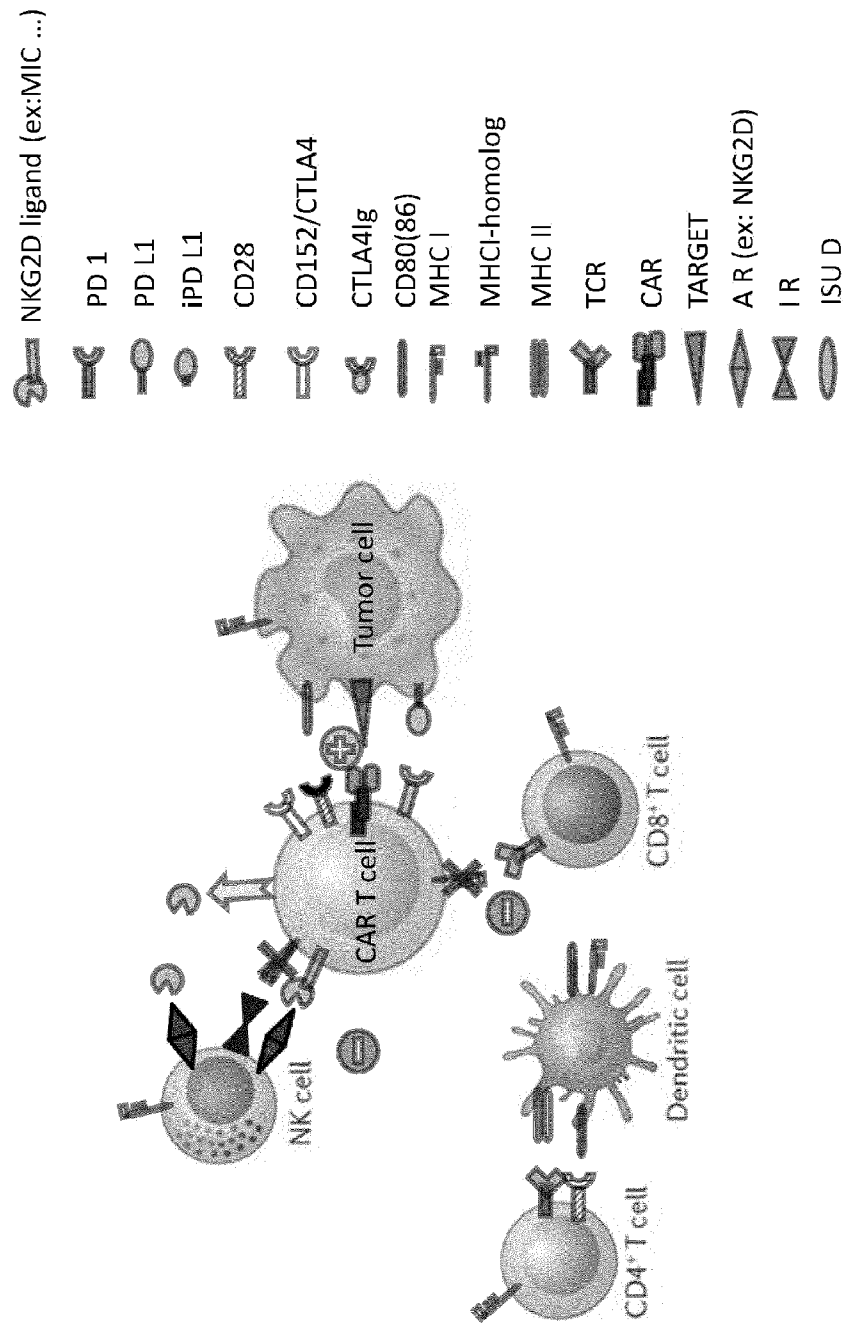 NKG2D ligand (ex:MIC ...)
PD 1
PD L1
iPD L1
CD28
CD152/CTLA4
CTLA4Ig
CD80(86)
MHC I
MHCI-homolog
MHC II
TCR
CAR
TARGET
A R (ex: NKG2D)
I R
ISU D
NK cell
CAR T cell
Tumor cell
CD4⁺ T cell
Dendritic cell
CD8⁺ T cell